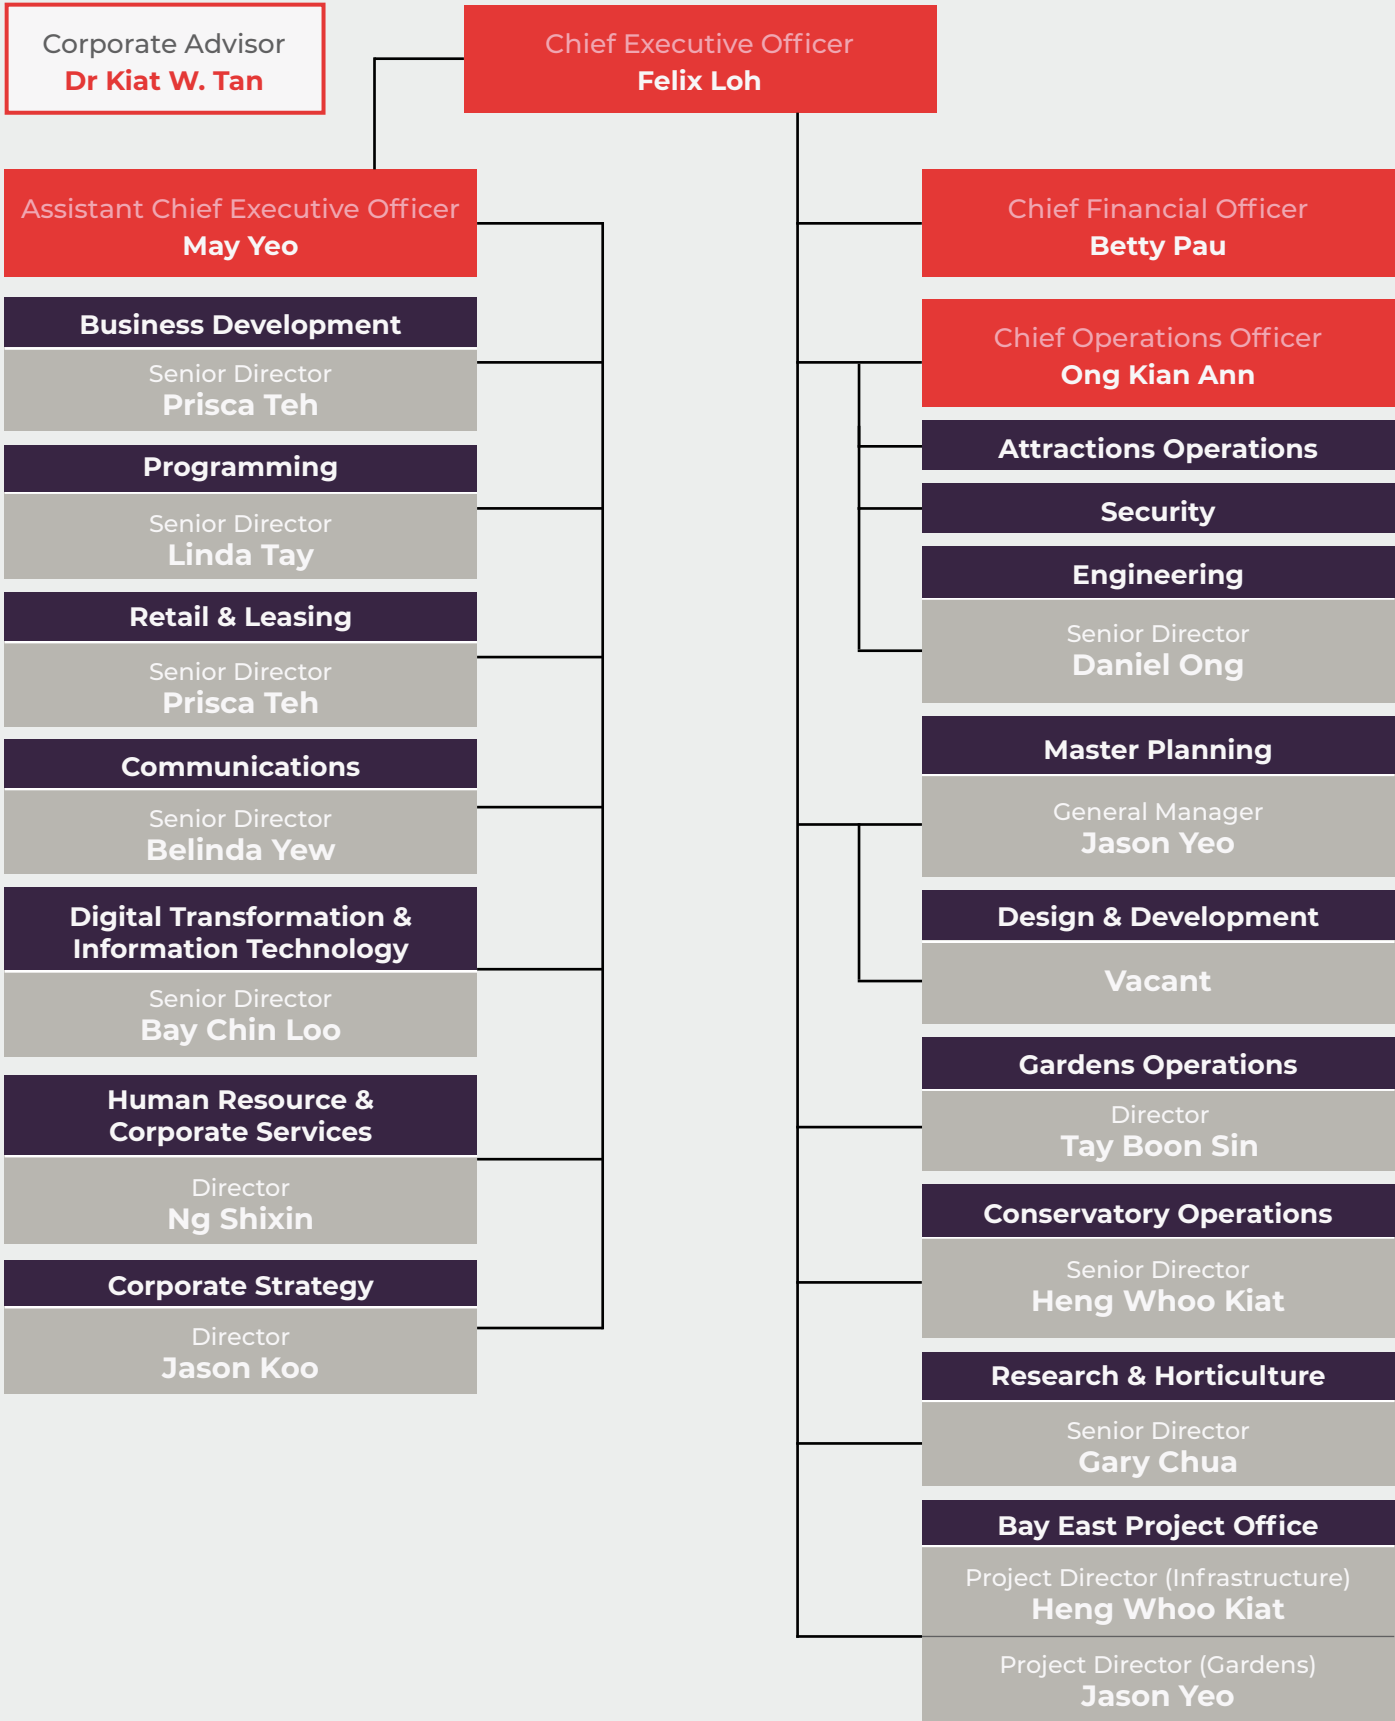 Corporate Advisor
Dr Kiat W. Tan
Chief Executive Officer
Felix Loh
Assistant Chief Executive Officer
May Yeo
Business Development
Senior Director
Prisca Teh
Programming
Senior Director
Linda Tay
Retail & Leasing
Senior Director
Prisca Teh
Communications
Senior Director
Belinda Yew
Digital Transformation &
Information Technology
Senior Director
Bay Chin Loo
Human Resource &
Corporate Services
Director
Ng Shixin
Corporate Strategy
Director
Jason Koo
Chief Financial Officer
Betty Pau
Chief Operations Officer
Ong Kian Ann
Attractions Operations
Security
Engineering
Senior Director
Daniel Ong
Master Planning
General Manager
Jason Yeo
Design & Development
Vacant
Gardens Operations
Director
Tay Boon Sin
Conservatory Operations
Senior Director
Heng Whoo Kiat
Research & Horticulture
Senior Director
Gary Chua
Bay East Project Office
Project Director (Infrastructure)
Heng Whoo Kiat
Project Director (Gardens)
Jason Yeo